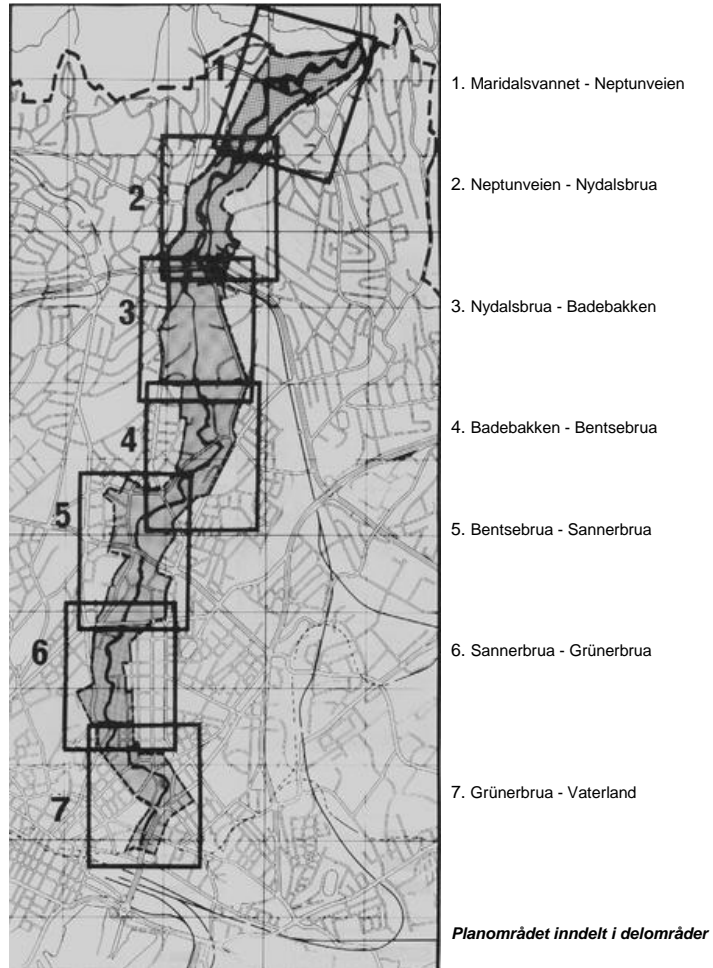 1
1. Maridalsvannet - Neptunveien
2
2. Neptunveien - Nydalsbrua
3
3. Nydalsbrua - Badebakken
4
4. Badebakken - Bentsebrua
5
5. Bentsebrua - Sannerbrua
6
6. Sannerbrua - Grünerbrua
7
7. Grünerbrua - Vaterland
Planområdet inndelt i delområder